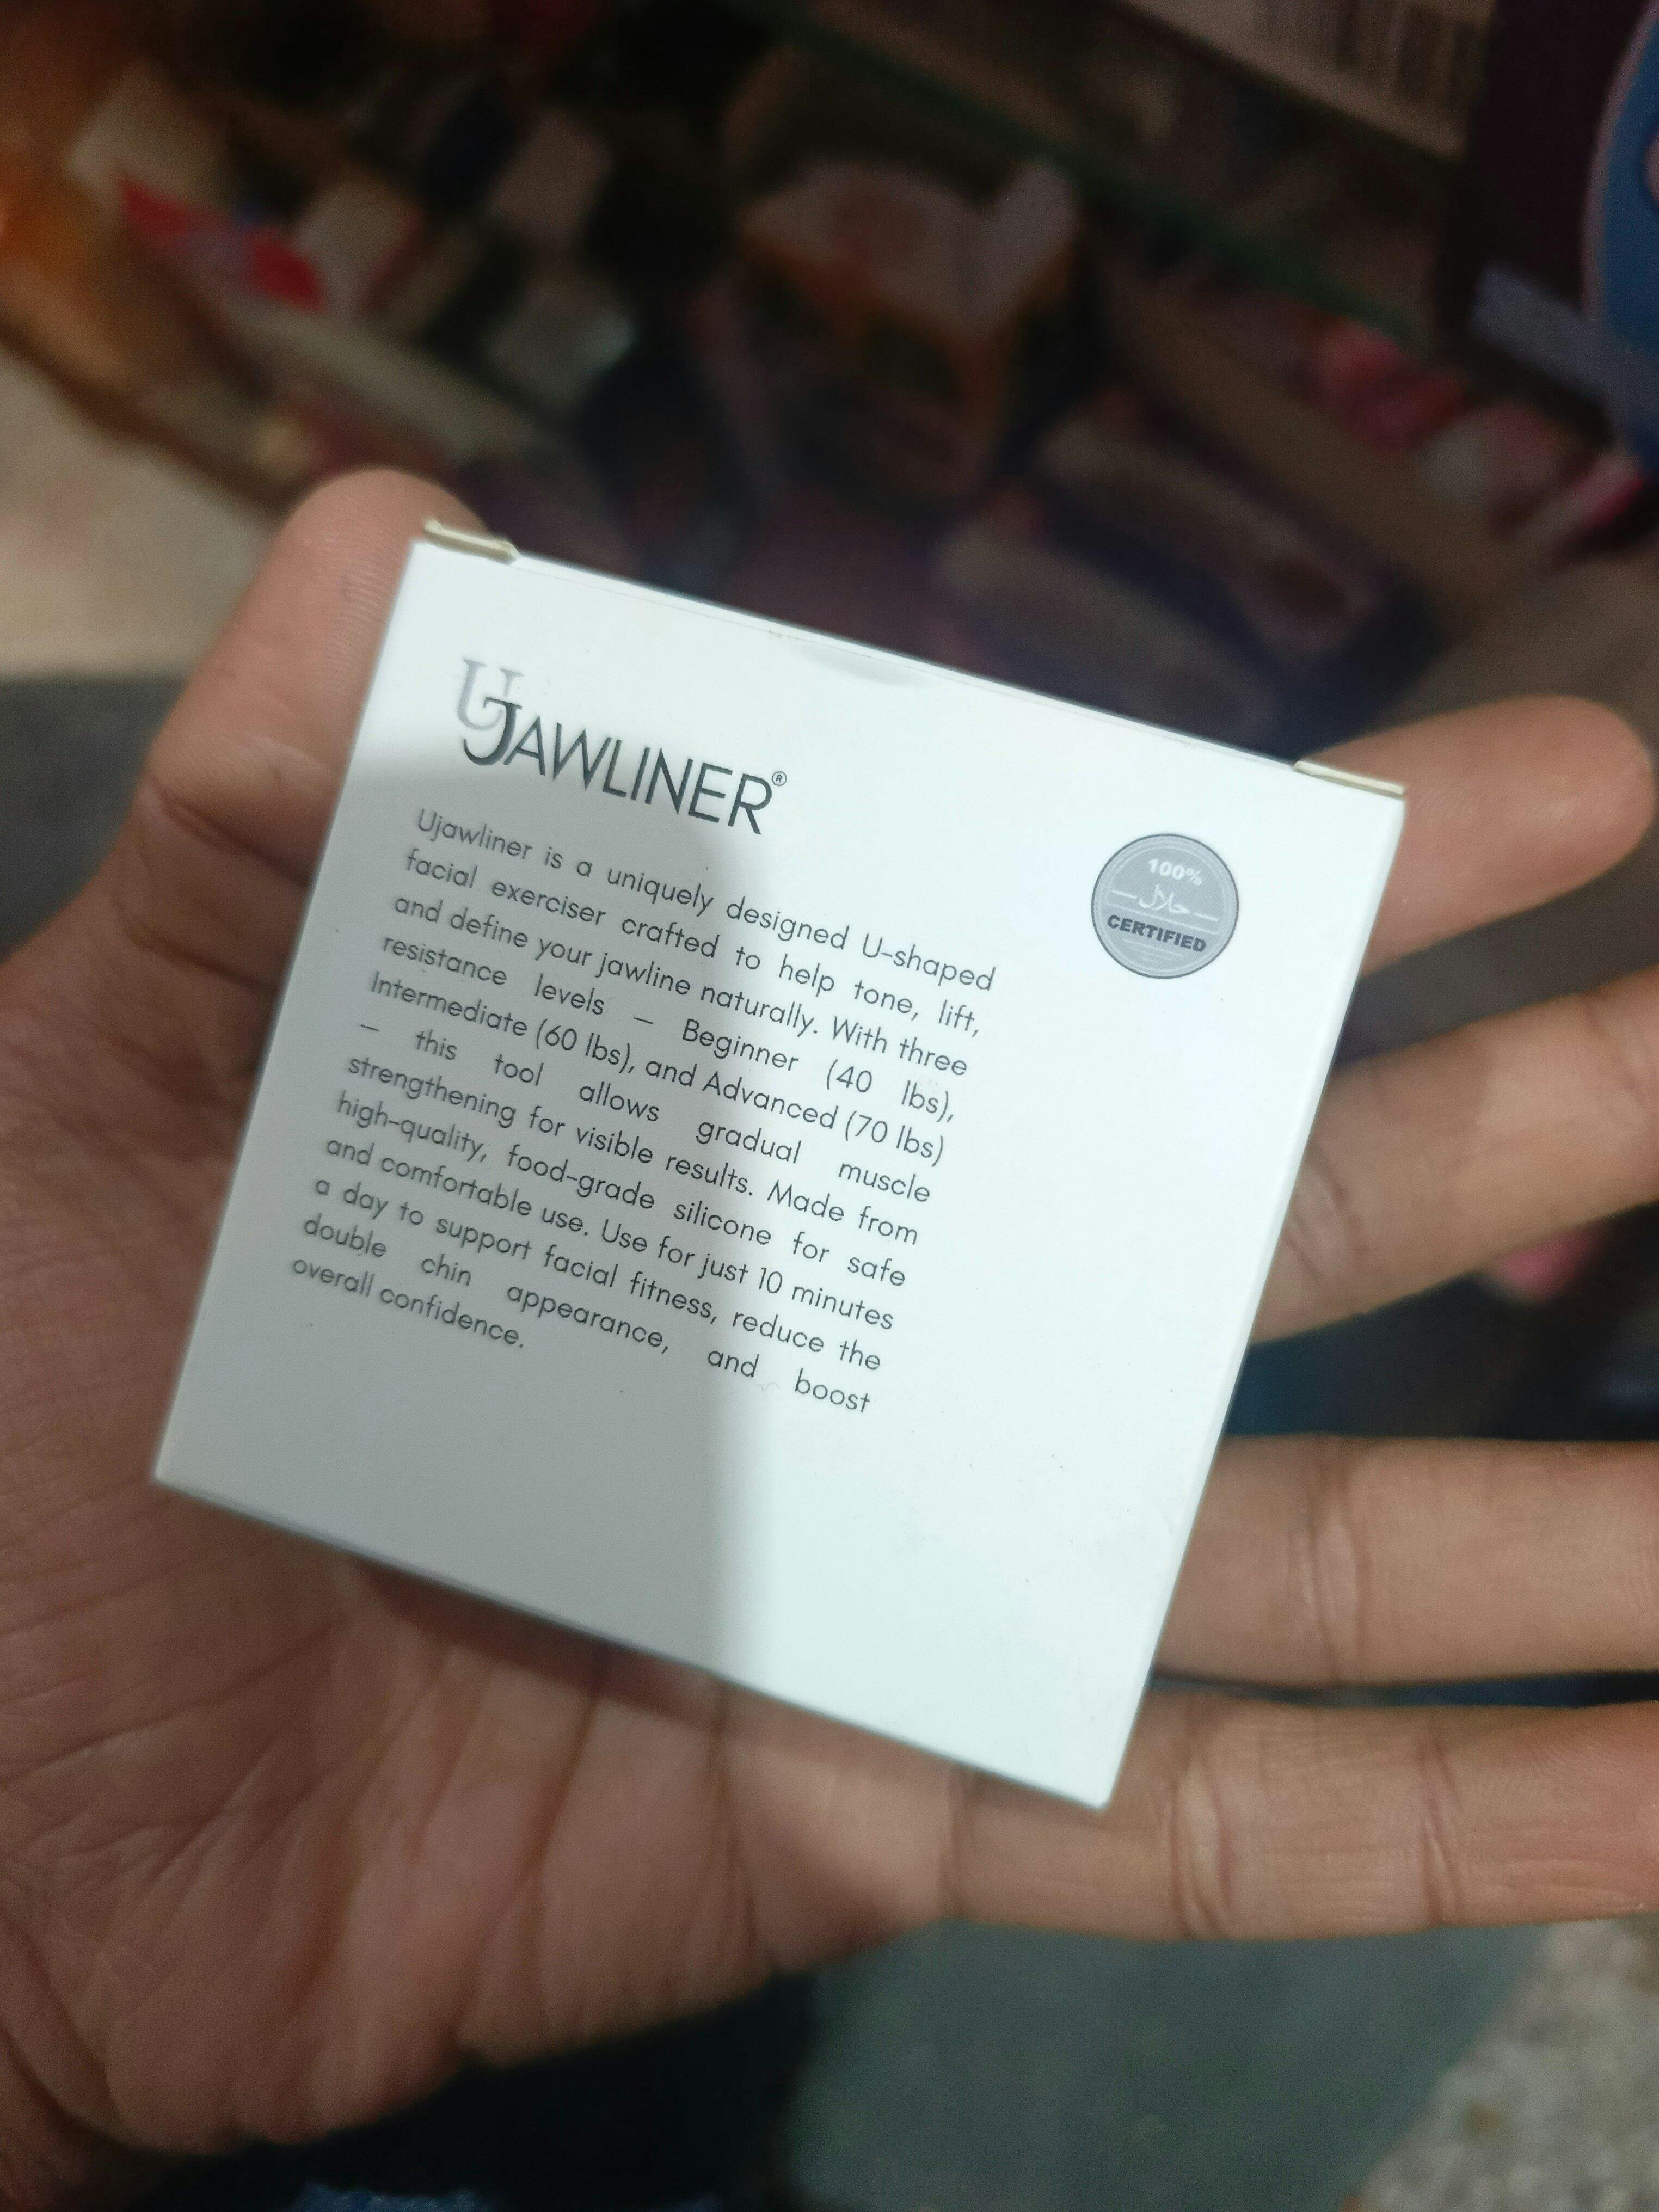 UJAWLINER®
Ujawliner is a uniquely designed U-shaped
facial exerciser crafted to help tone, lift,
and define your jawline naturally. With three
resistance levels – Beginner (40 lbs),
Intermediate (60 lbs), and Advanced (70 lbs)
– this tool allows gradual muscle
strengthening for visible results. Made from
high-quality, food-grade silicone for safe
and comfortable use. Use for just 10 minutes
a day to support facial fitness, reduce the
double chin appearance, and boost
overall confidence.
100%
حلال
CERTIFIED